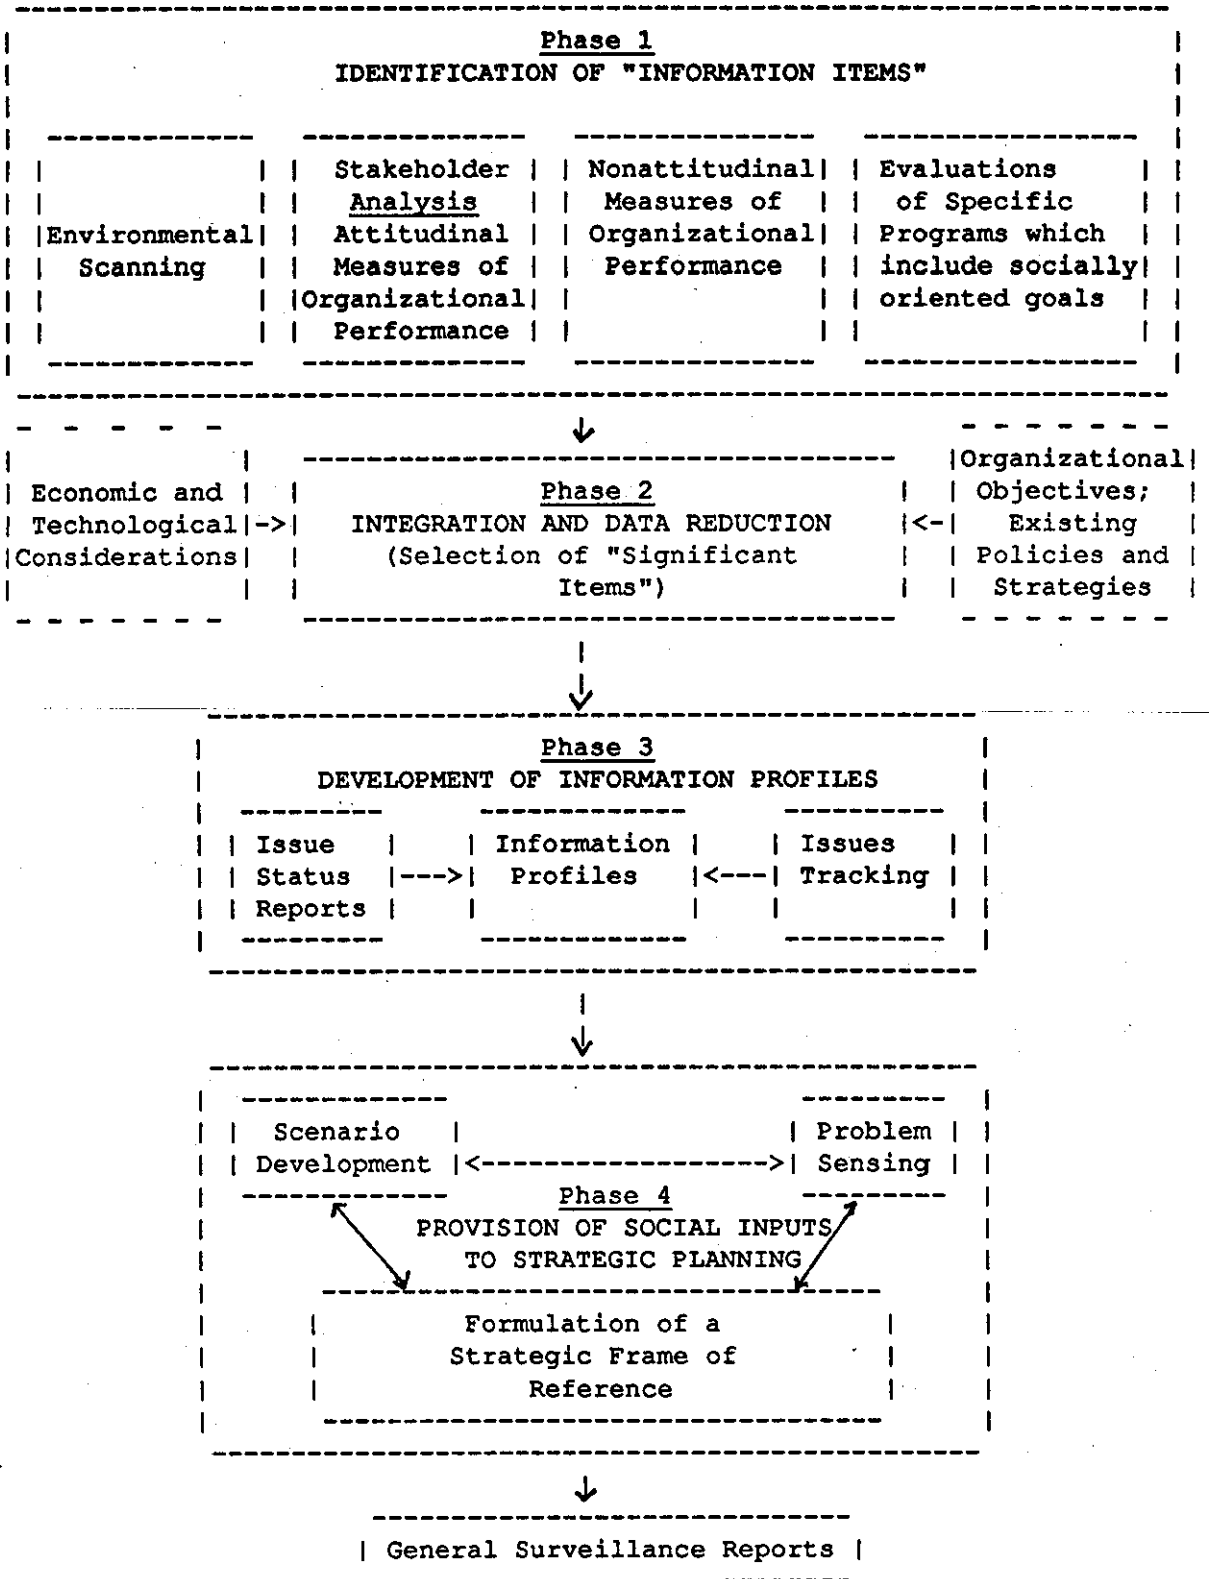 Phase 1
IDENTIFICATION OF "INFORMATION ITEMS"
Environmental
Scanning
Stakeholder
Analysis
Attitudinal
Measures of
Organizational
Performance
Nonattitudinal
Measures of
Organizational
Performance
Evaluations
of Specific
Programs which
include socially
oriented goals
Economic and
Technological
Considerations
Phase 2
INTEGRATION AND DATA REDUCTION
(Selection of "Significant
Items")
Organizational
Objectives;
Existing
Policies and
Strategies
Phase 3
DEVELOPMENT OF INFORMATION PROFILES
Issue
Status
Reports
Information
Profiles
Issues
Tracking
Scenario
Development
Problem
Sensing
Phase 4
PROVISION OF SOCIAL INPUTS
TO STRATEGIC PLANNING
Formulation of a
Strategic Frame of
Reference
General Surveillance Reports